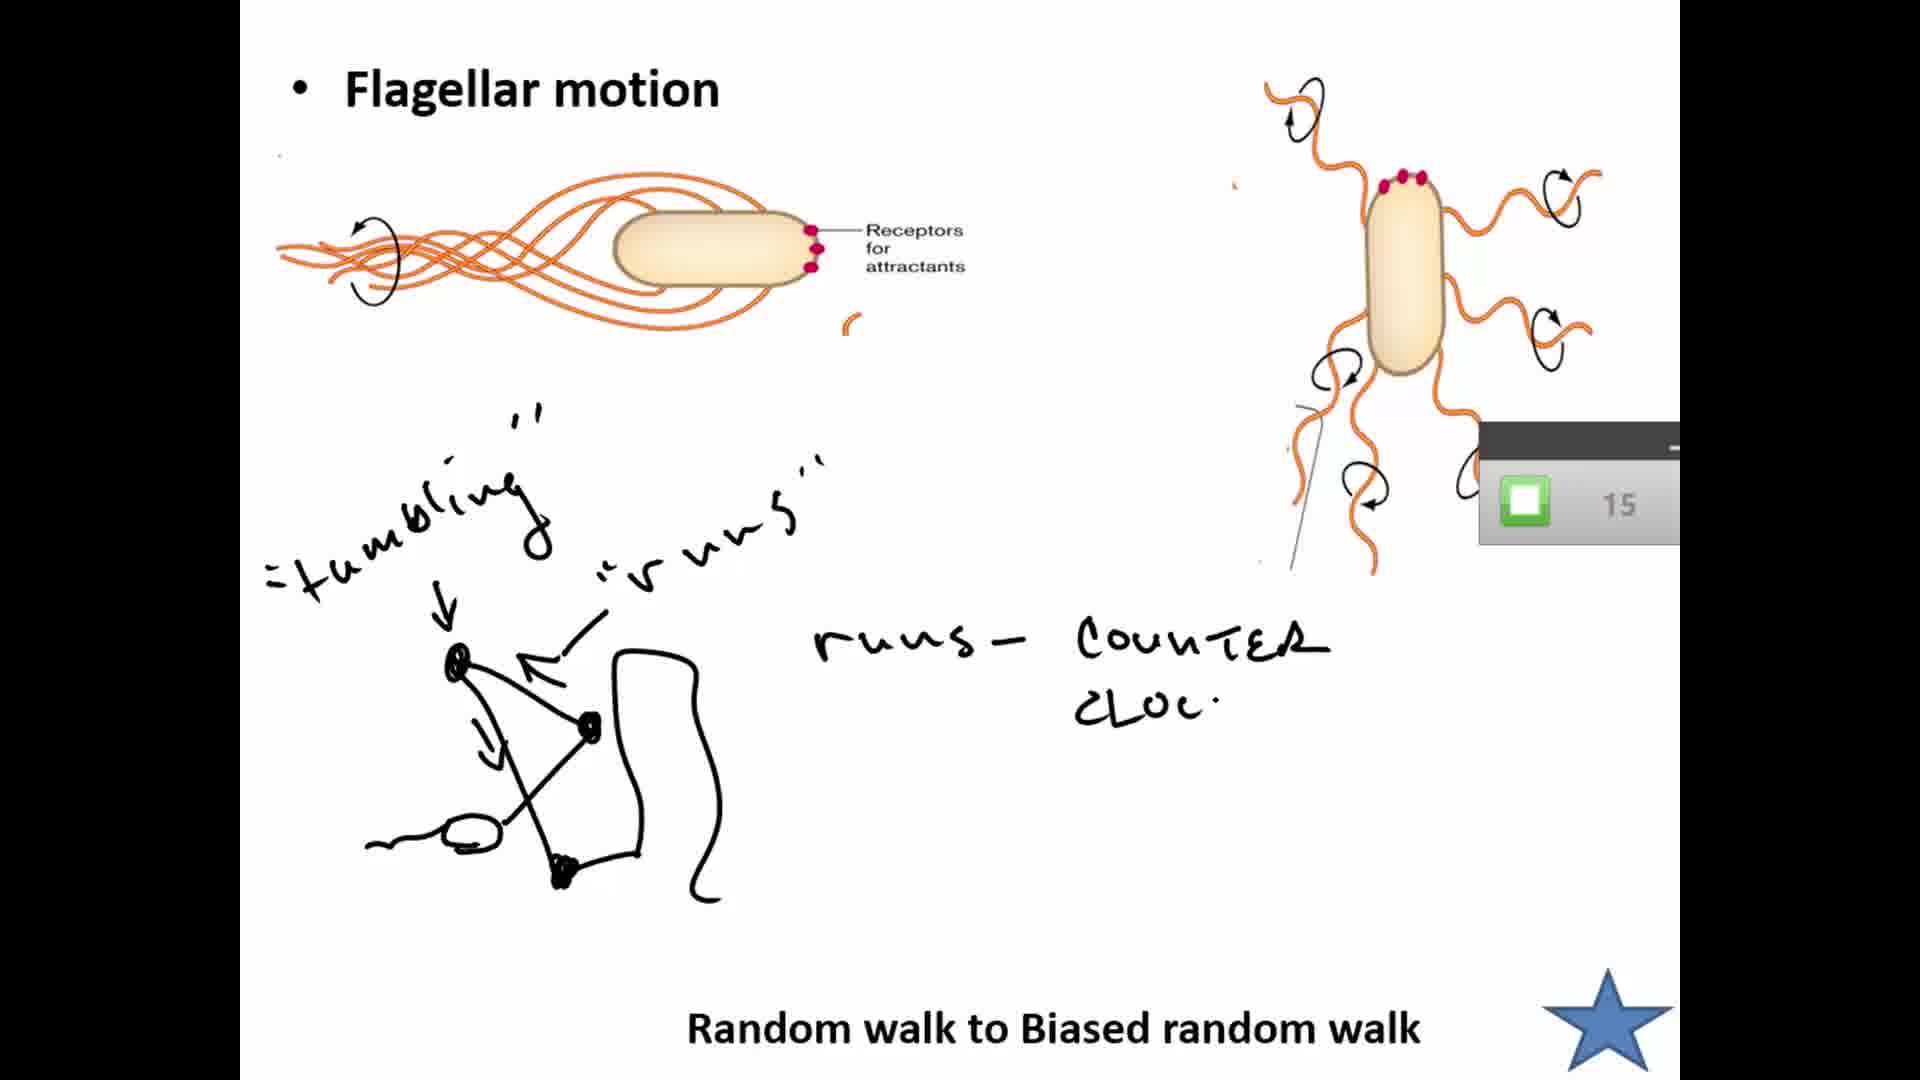 • Flagellar motion
Receptors
for
attractants
"tumbling"
"runs"
runs - COUNTER
CLOC
15
Random walk to Biased random walk